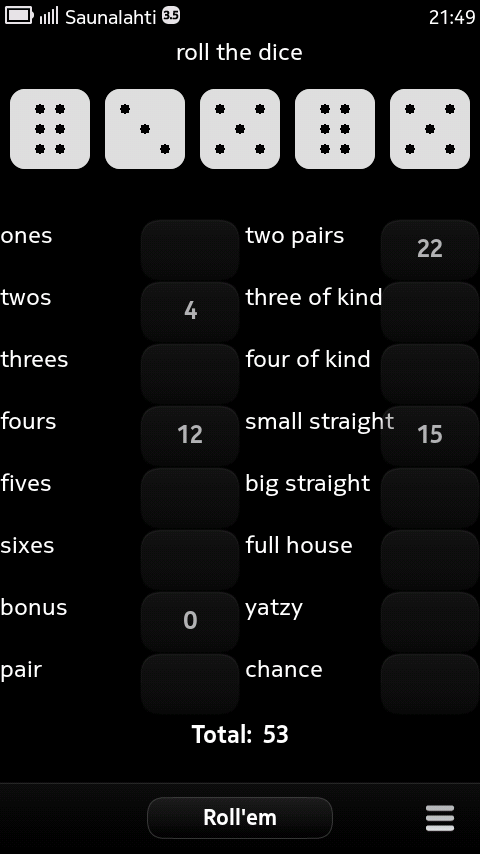 Saunalahti 3.5 21:49
roll the dice
ones two pairs 22
twos 4 three of kind
threes four of kind
fours 12 small straight 15
fives big straight
sixes full house
bonus 0 yatzy
pair chance
Total: 53
Roll'em